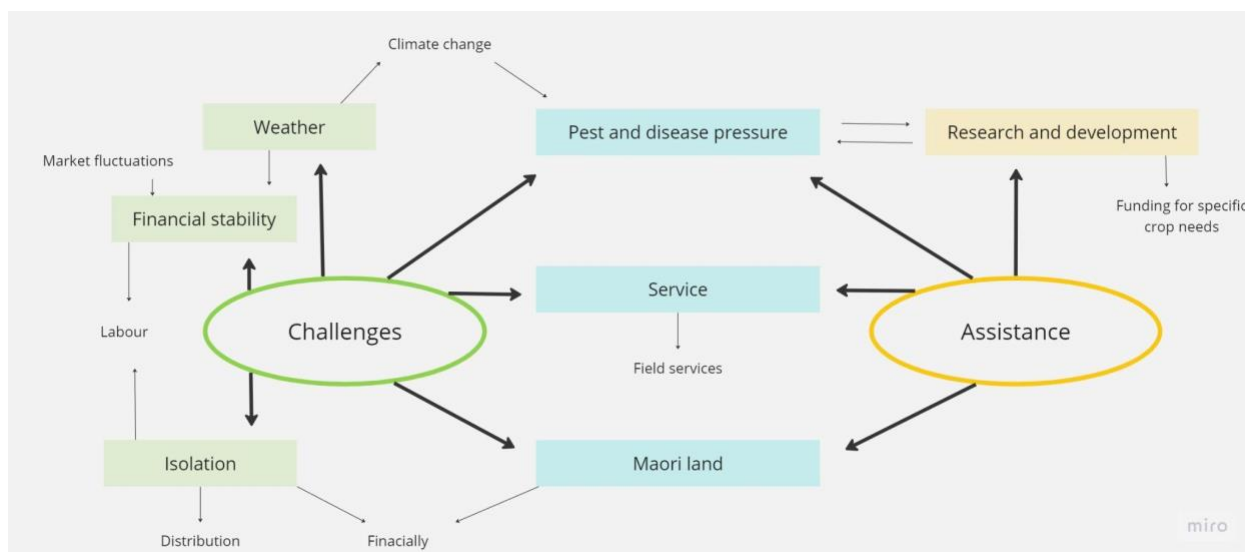 Climate change
Weather
Pest and disease pressure
Research and development
Market fluctuations
Financial stability
Funding for specific
crop needs
Service
Challenges
Assistance
Labour
Field services
Isolation
Maori land
Distribution
Finacially
miro